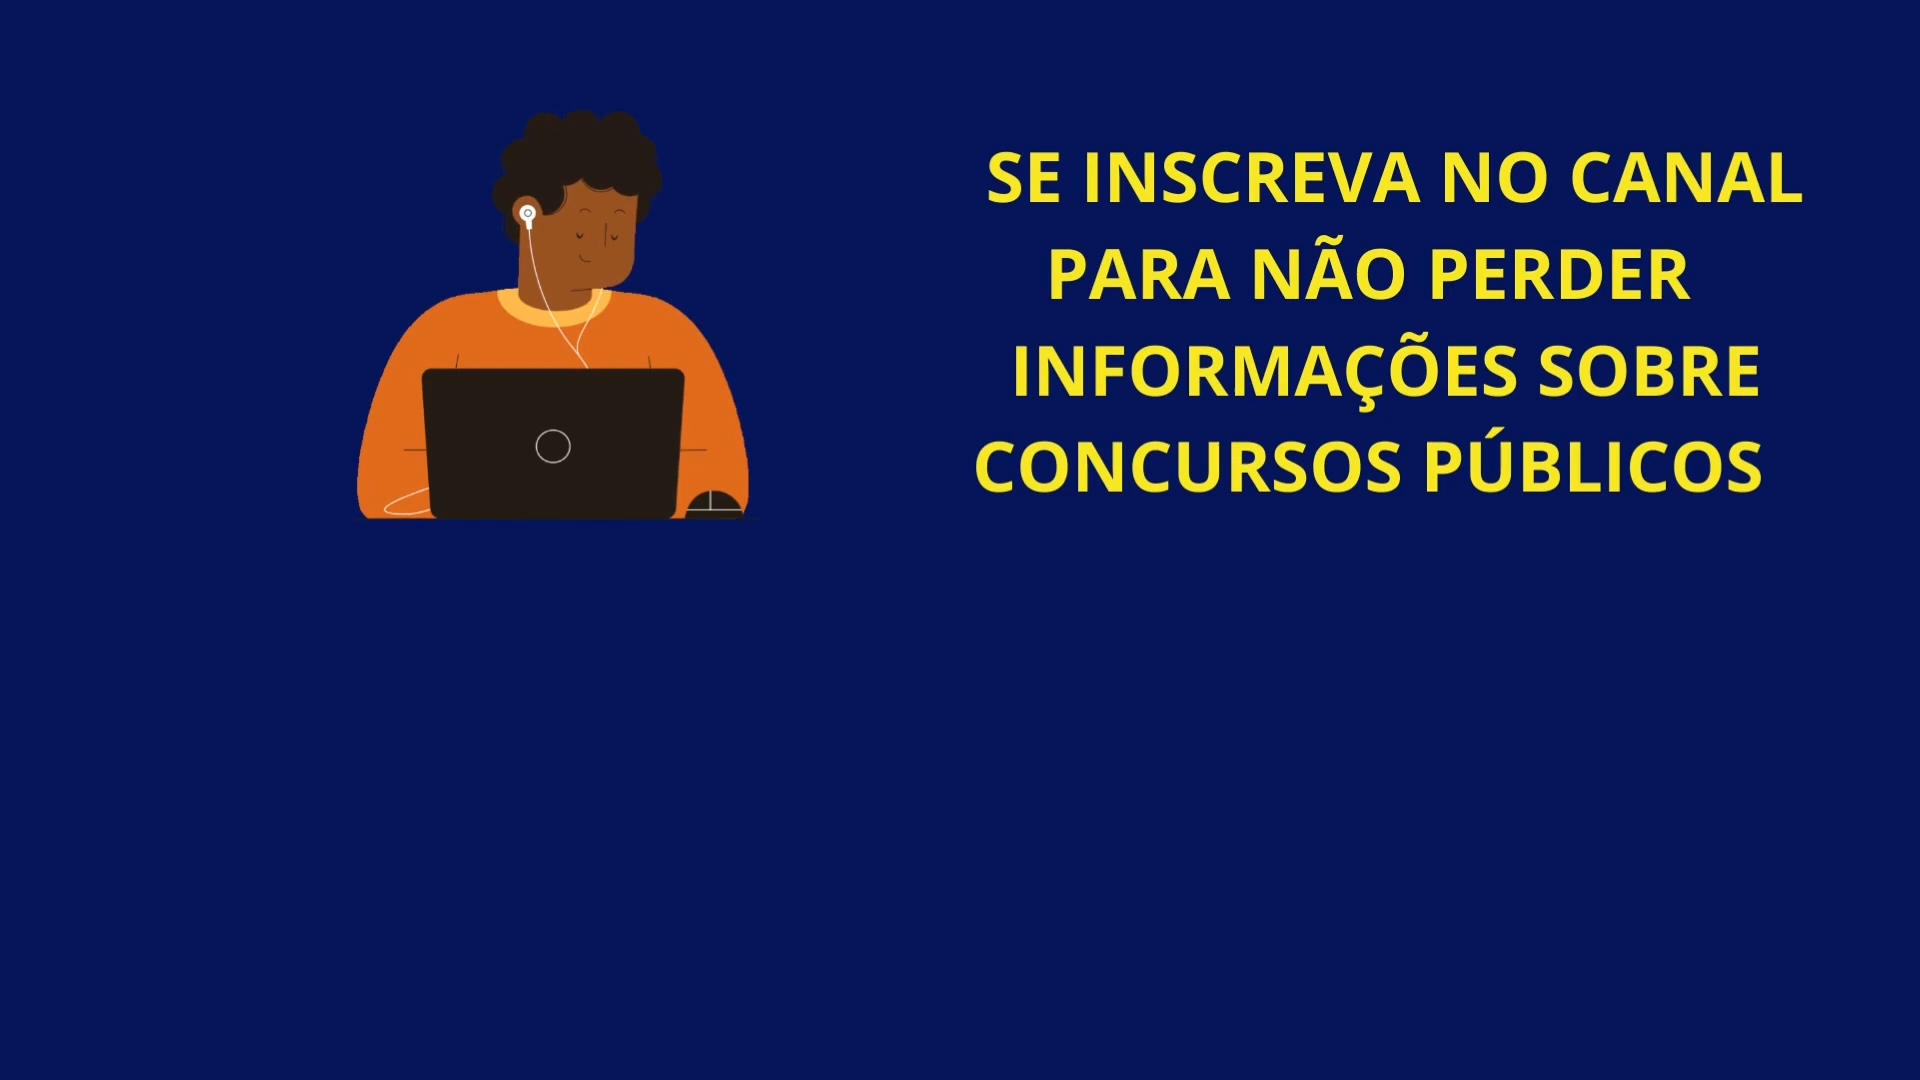 SE INSCREVA NO CANAL
PARA NÃO PERDER
INFORMAÇÕES SOBRE
CONCURSOS PÚBLICOS